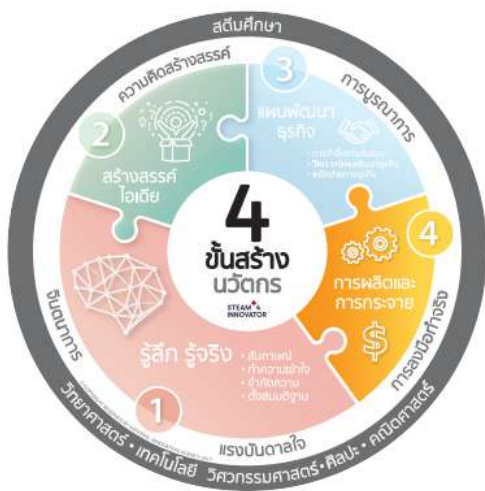 สตีมศึกษา
ความคิดสร้างสรรค์
การบูรณาการ
3
แผนพัฒนา
ธุรกิจ
2
สร้างสรรค์
ไอเดีย
4
ขั้นสร้าง
นวัตกร
STEAM
INNOVATOR
4
การผลิตและ
การกระจาย
$
รู้ลึก รู้จริง
• สัมภาษณ์
• ทำความเข้าใจ
• จำกัดความ
• ตั้งสมมติฐาน
1
จินตนาการ
แรงบันดาลใจ
การลงมือทำจริง
วิทยาศาสตร์ • เทคโนโลยี วิศวกรรมศาสตร์ • ศิลปะ • คณิตศาสตร์